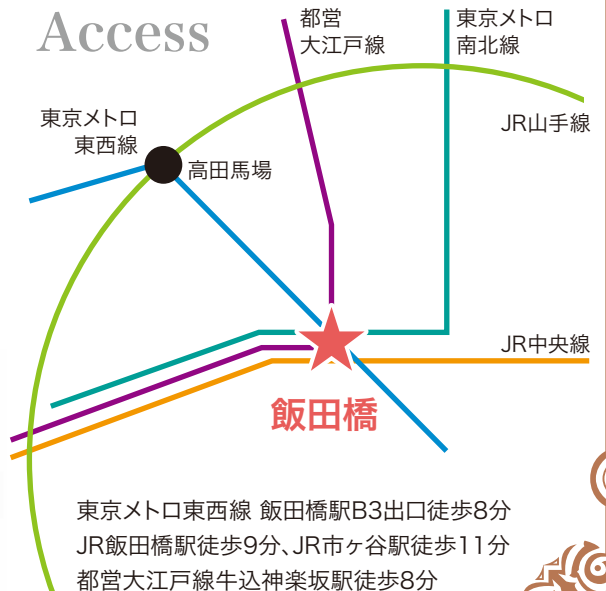 Access
都営
大江戸線
東京メトロ
南北線
JR山手線
東京メトロ
東西線
高田馬場
JR中央線
飯田橋
東京メトロ東西線 飯田橋駅B3出口徒歩8分
JR飯田橋駅徒歩9分、JR市ヶ谷駅徒歩11分
都営大江戸線牛込神楽坂駅徒歩8分